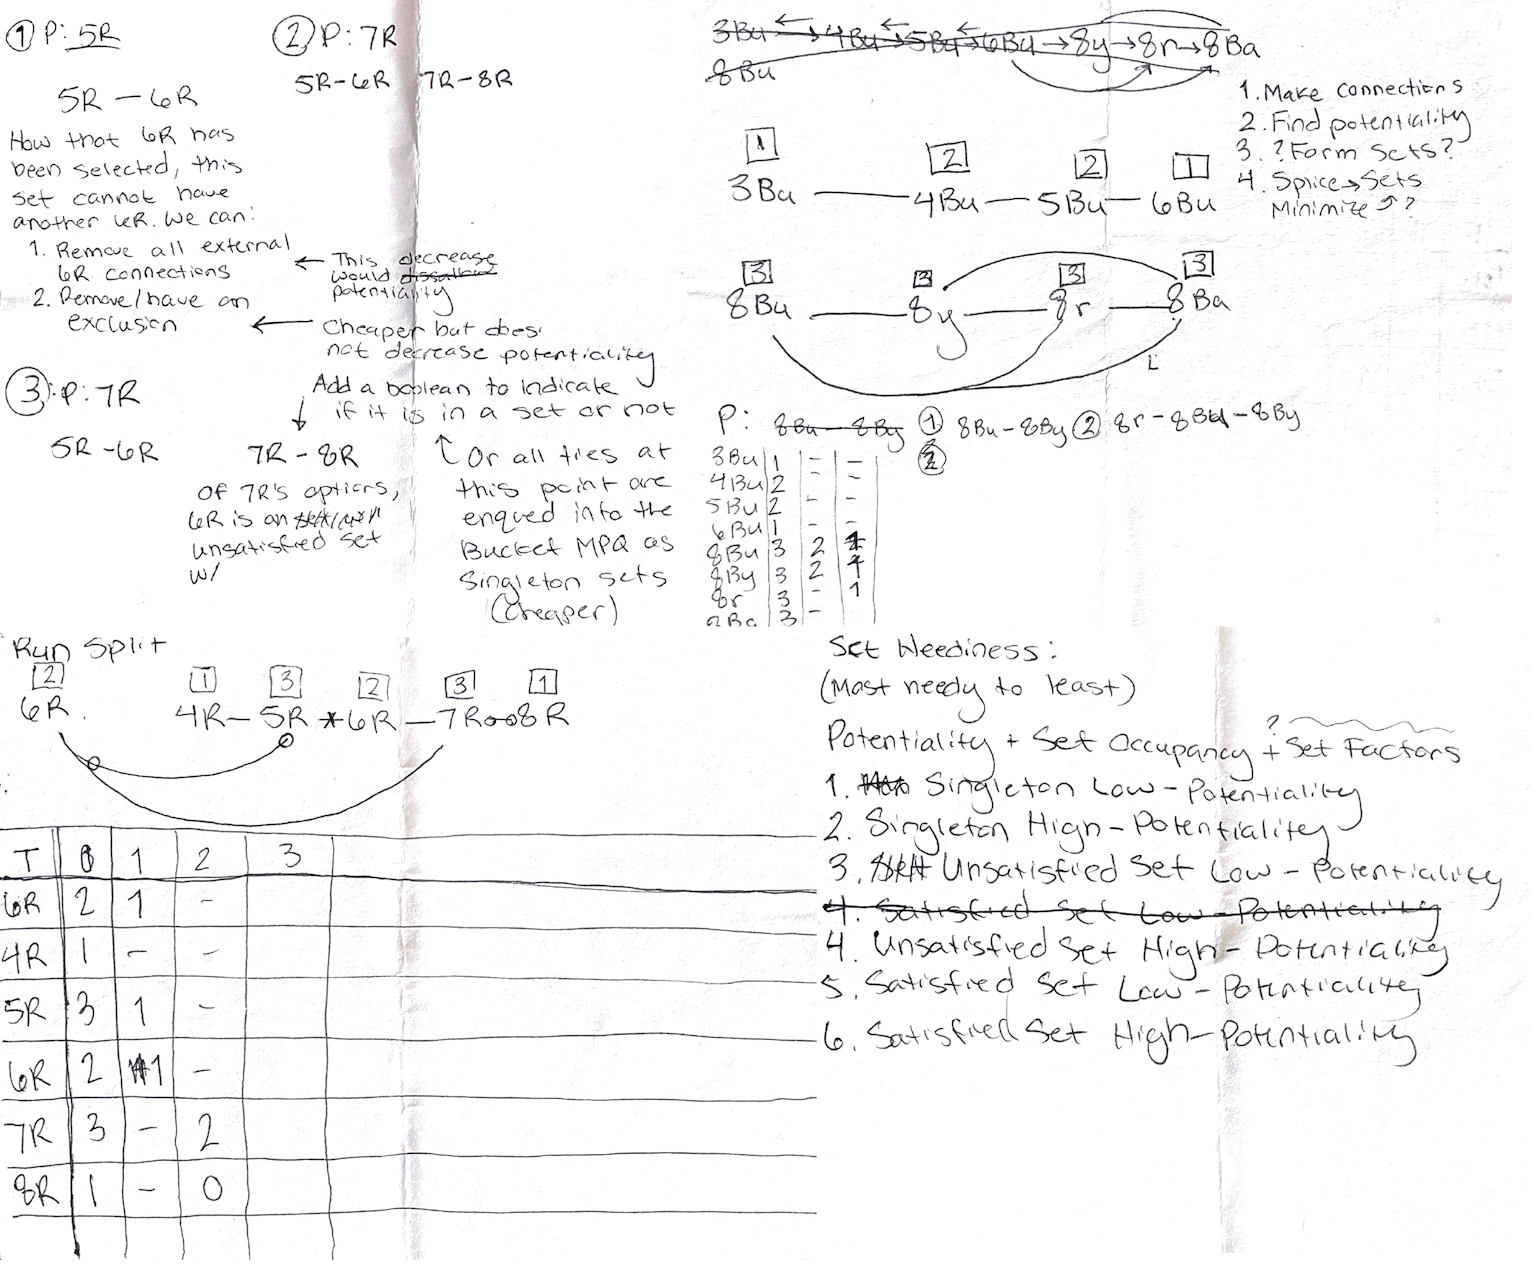 ① P: 5R
5R - 6R
Now that 6R has
been selected, this
set cannot have
another 6R. We can:
1. Remove all external
6R connections
2. Remove/have an
exclusion
← This decrease
would
potentiality
← Cheaper but does
not decrease potentiality
② P: 7R
5R-6R 7R-8R
③: P: 7R
5R-6R
Add a boolean to indicate
if it is in a set or not
7R-8R
Of 7R's options,
6R is an
unsatisfied set
w/
Or all ties at
this point are
enqued into the
Bucket MPQ as
Singleton sets
(Cheaper)
3Bu → 4Bu → 5Bu → 6Bu → 8y → 8r → 8Ba
8Bu
1. Make connections
2. Find potentiality
3. ? Form Sets?
4. Splice → Sets
Minimize ?
1 2 2 1
3Bu — 4Bu — 5Bu — 6Bu
3 3 3 3
8Bu — 8y — 8r — 8Ba
P: 8Bu - 8By ① 8Bu - 8By ② 8r - 8Bu - 8By
3Bu 1 - -
4Bu 2 - -
5Bu 2 - -
6Bu 1 - -
8Bu 3 2 1
8By 3 2 1
8r 3 - 1
8Ba 3 -
Run Split
2 1 3 2 3 1
6R 4R - 5R * 6R - 7R 8R
T 0 1 2 3
6R 2 1 -
4R 1 - -
5R 3 1 -
6R 2 1 -
7R 3 - 2
8R 1 - 0
Set Neediness:
(Most needy to least)
Potentiality + Set Occupancy + ? Set Factors
1. Singleton Low-Potentiality
2. Singleton High-Potentiality
3. Unsatisfied Set Low-Potentiality
4. Satisfied Set Low-Potentiality
4. Unsatisfied Set High-Potentiality
5. Satisfied Set Low-Potentiality
6. Satisfied Set High-Potentiality